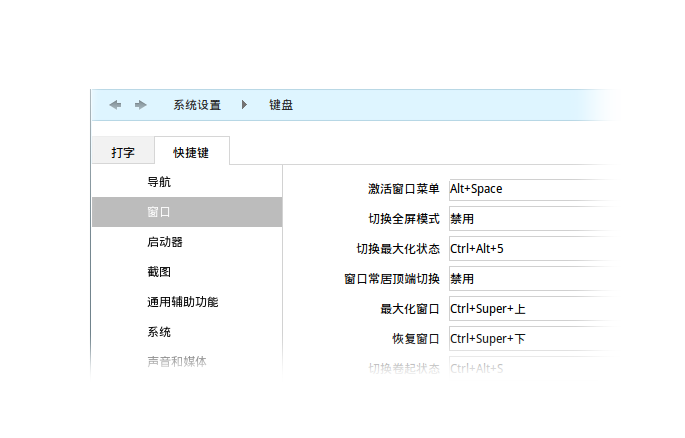 系统设置 键盘
打字 快捷键
导航
窗口
启动器
截图
通用辅助功能
系统
声音和媒体
激活窗口菜单 Alt+Space
切换全屏模式 禁用
切换最大化状态 Ctrl+Alt+5
窗口常居顶端切换 禁用
最大化窗口 Ctrl+Super+上
恢复窗口 Ctrl+Super+下
切换卷起状态 Ctrl+Alt+S